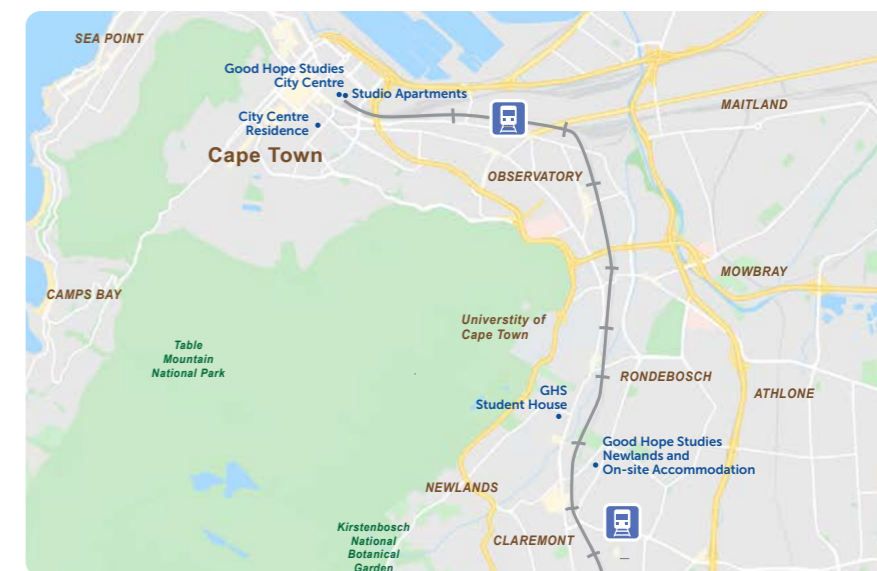 SEA POINT
Good Hope Studies
City Centre
Studio Apartments
City Centre
Residence
Cape Town
MAITLAND
OBSERVATORY
CAMPS BAY
MOWBRAY
Universtity of
Cape Town
Table
Mountain
National Park
RONDEBOSCH
ATHLONE
GHS
Student House
Good Hope Studies
Newlands and
On-site Accommodation
NEWLANDS
Kirstenbosch
National
Botanical
Garden
CLAREMONT